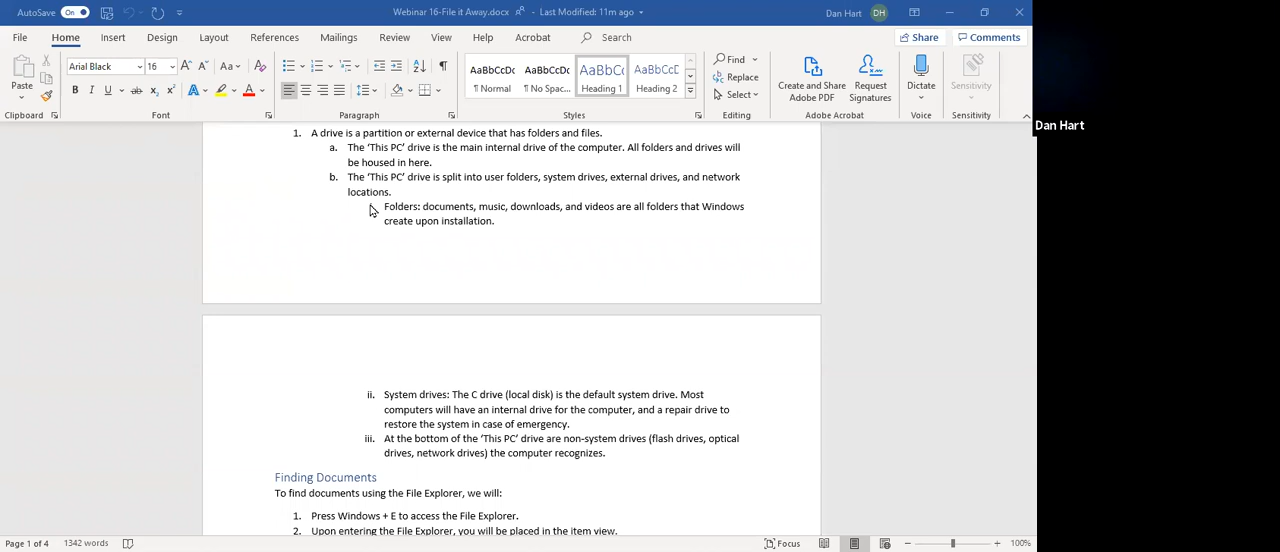 AutoSave On Webinar 16-File it Away.docx - Last Modified: 11m ago Dan Hart DH
File Home Insert Design Layout References Mailings Review View Help Acrobat Search Share Comments
Paste Arial Black 16 Aa AaBbCcDc AaBbCcDc AaBbCc AaBbCcD Find Create and Share Request Dictate Sensitivity
B I U ab x₂ x² A A ¶ Normal ¶ No Spac... Heading 1 Heading 2 Replace Adobe PDF Signatures
Select
Clipboard Font Paragraph Styles Editing Adobe Acrobat Voice Sensitivity
Dan Hart
1. A drive is a partition or external device that has folders and files.
a. The ‘This PC’ drive is the main internal drive of the computer. All folders and drives will
be housed in here.
b. The ‘This PC’ drive is split into user folders, system drives, external drives, and network
locations.
Folders: documents, music, downloads, and videos are all folders that Windows
create upon installation.
ii. System drives: The C drive (local disk) is the default system drive. Most
computers will have an internal drive for the computer, and a repair drive to
restore the system in case of emergency.
iii. At the bottom of the ‘This PC’ drive are non-system drives (flash drives, optical
drives, network drives) the computer recognizes.
Finding Documents
To find documents using the File Explorer, we will:
1. Press Windows + E to access the File Explorer.
2. Upon entering the File Explorer, you will be placed in the item view.
Page 1 of 4 1342 words Focus 100%